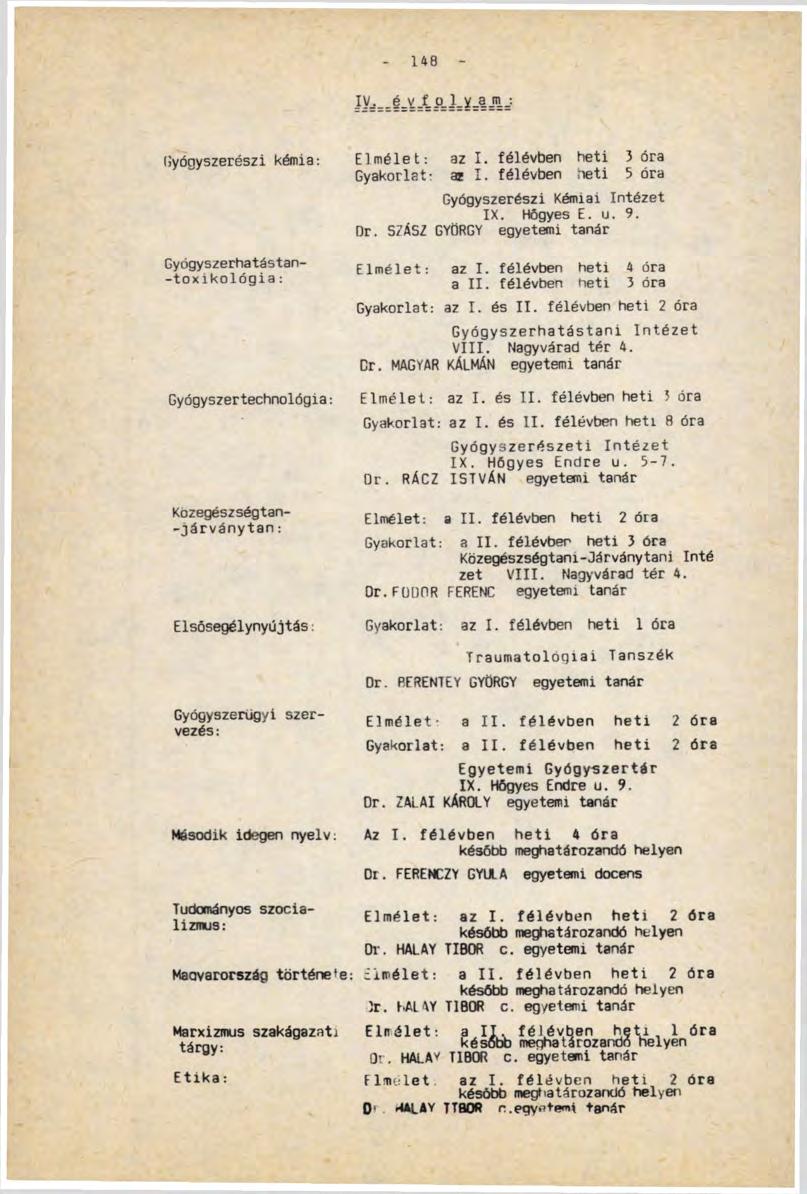 - 148 -
IV. évfolyam:
Gyógyszerészi kémia: Elmélet: az I. félévben heti 3 óra
Gyakorlat: az I. félévben heti 5 óra
Gyógyszerészi Kémiai Intézet
IX. Hőgyes E. u. 9.
Dr. SZÁSZ GYÖRGY egyetemi tanár
Gyógyszerhatástan-
-toxikológia:
Elmélet: az I. félévben heti 4 óra
a II. félévben heti 3 óra
Gyakorlat: az I. és II. félévben heti 2 óra
Gyógyszerhatástani Intézet
VIII. Nagyvárad tér 4.
Dr. MAGYAR KÁLMÁN egyetemi tanár
Gyógyszertechnológia: Elmélet: az I. és II. félévben heti 3 óra
Gyakorlat: az I. és II. félévben heti 8 óra
Gyógyszerészeti Intézet
IX. Hőgyes Endre u. 5-7.
Dr. RÁCZ ISTVÁN egyetemi tanár
Közegészségtan-
-járványtan:
Elmélet: a II. félévben heti 2 óra
Gyakorlat: a II. félévben heti 3 óra
Közegészségtani-Járványtani Inté
zet VIII. Nagyvárad tér 4.
Dr. FODOR FERENC egyetemi tanár
Elsősegélynyújtás: Gyakorlat: az I. félévben heti 1 óra
Traumatológiai Tanszék
Dr. BERENTEY GYÖRGY egyetemi tanár
Gyógyszerügyi szer-
vezés:
Elmélet: a II. félévben heti 2 óra
Gyakorlat: a II. félévben heti 2 óra
Egyetemi Gyógyszertár
IX. Hőgyes Endre u. 9.
Dr. ZALAI KÁROLY egyetemi tanár
Második idegen nyelv: Az I. félévben heti 4 óra
később meghatározandó helyen
Dr. FERENCZY GYULA egyetemi docens
Tudományos szocia-
lizmus:
Elmélet: az I. félévben heti 2 óra
később meghatározandó helyen
Dr. HALAY TIBOR c. egyetemi tanár
Magyarország története: Elmélet: a II. félévben heti 2 óra
később meghatározandó helyen
Dr. HALAY TIBOR c. egyetemi tanár
Marxizmus szakágazati
tárgy:
Elmélet: a II. félévben heti 1 óra
később meghatározandó helyen
Dr. HALAY TIBOR c. egyetemi tanár
Etika: Elmélet: az I. félévben heti 2 óra
később meghatározandó helyen
Dr. HALAY TIBOR c.egyetemi tanár